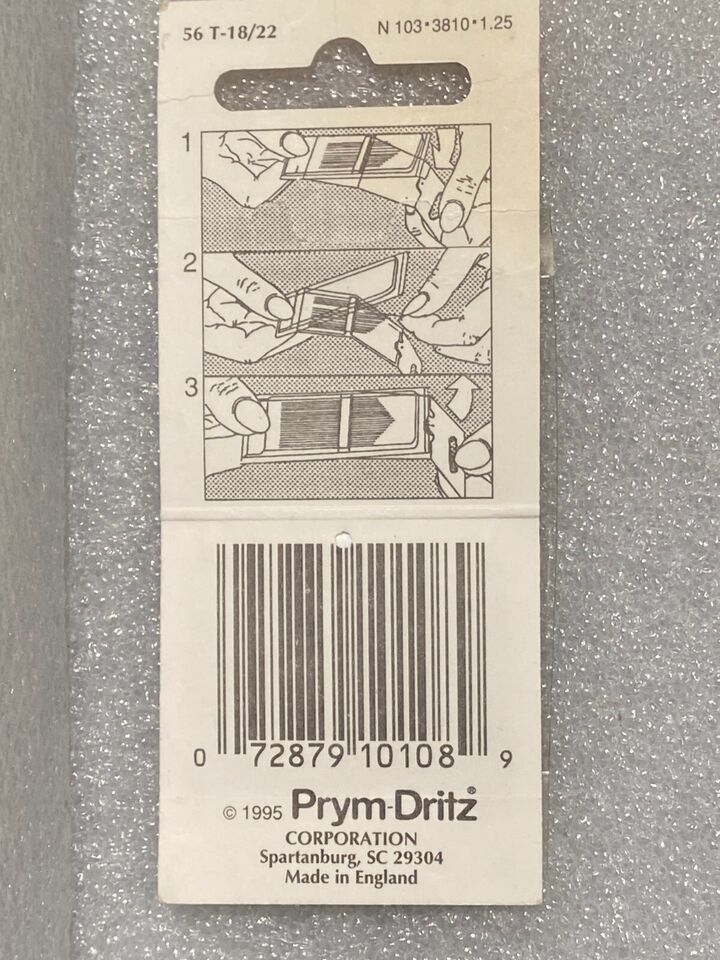 56 T-18/22
N 103•3810•1.25
1
2
3
0 72879 10108 9
© 1995 Prym-Dritz®
CORPORATION
Spartanburg, SC 29304
Made in England